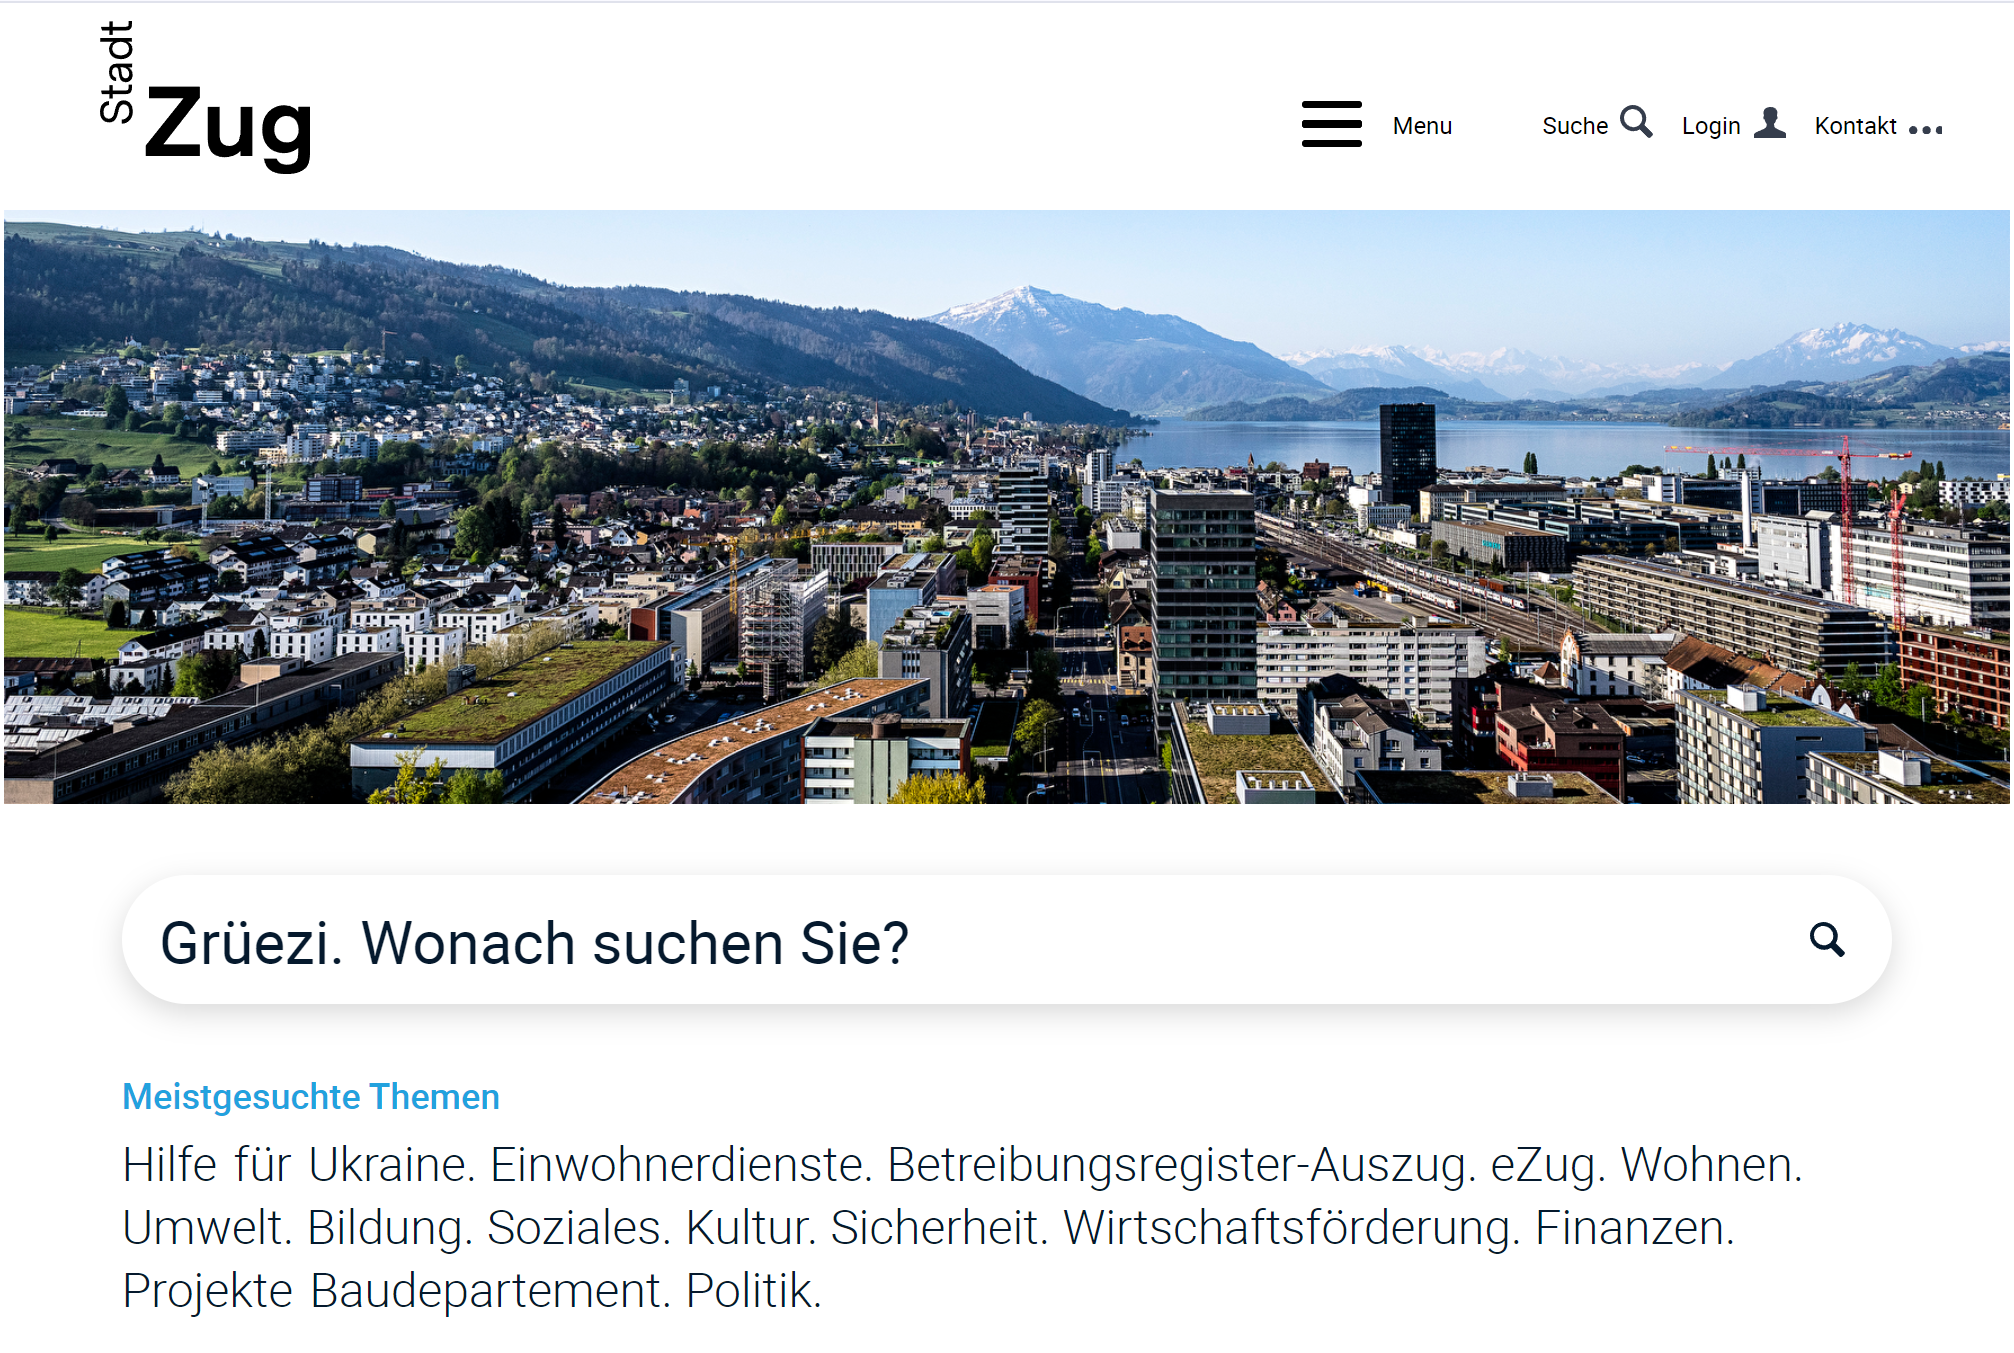 Stadt
Zug
Menu
Suche
Login
Kontakt
Grüezi. Wonach suchen Sie?
Meistgesuchte Themen
Hilfe für Ukraine. Einwohnerdienste. Betreibungsregister-Auszug. eZug. Wohnen.
Umwelt. Bildung. Soziales. Kultur. Sicherheit. Wirtschaftsförderung. Finanzen.
Projekte Baudepartement. Politik.